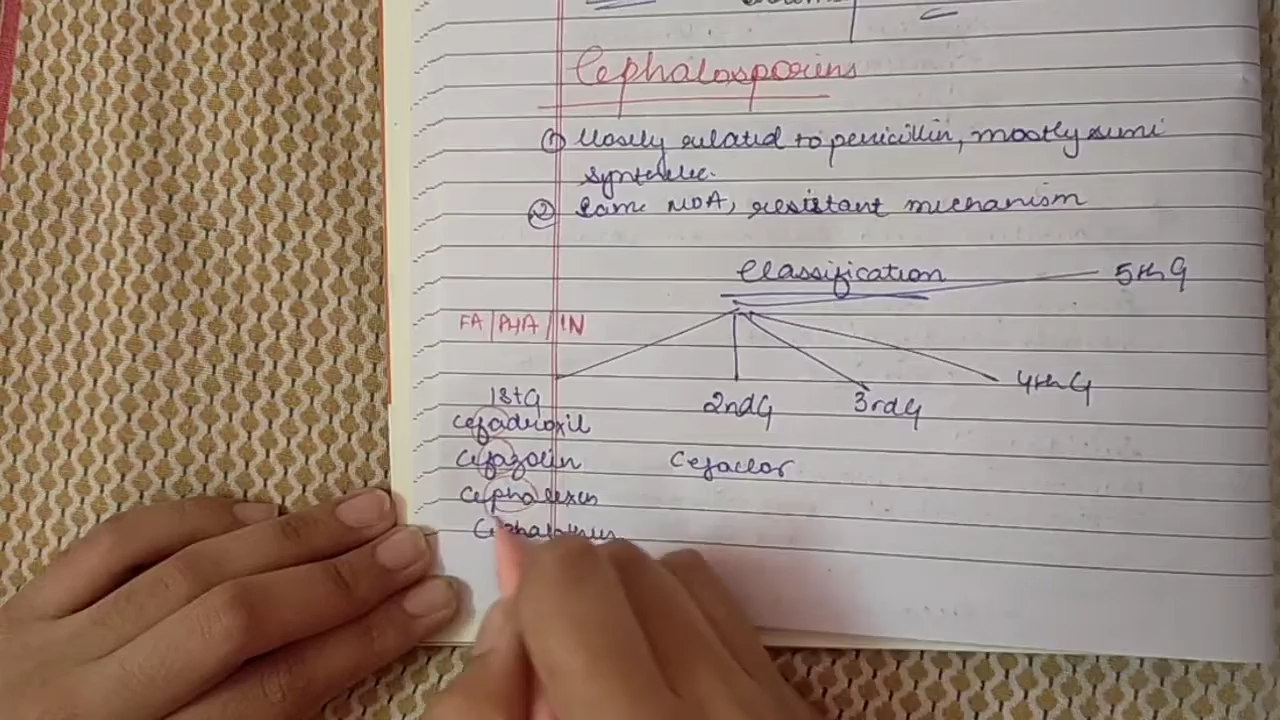 Cephalosporins
① Closely related to penicillin, mostly semi
synthetic.
② Same MOA, resistant mechanism
Classification
5th G
FA | PHA | IN
1st G
2nd G
3rd G
4th G
Cefadroxil
Cefazolin
Cefaclor
Cephalexin